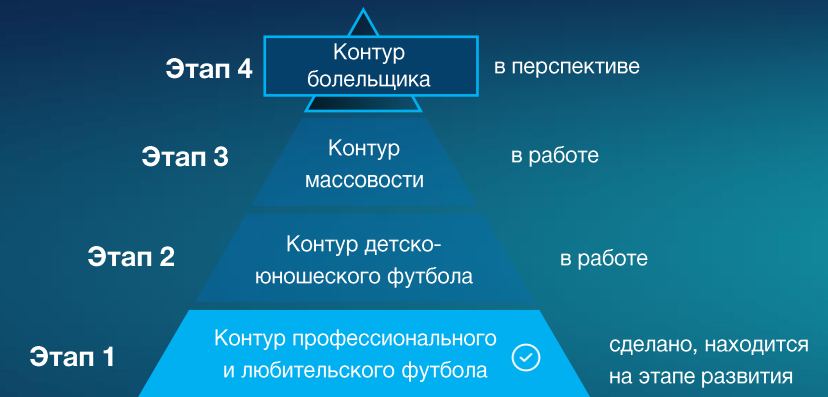 Этап 4
Контур
болельщика
в перспективе
Этап 3
Контур
массовости
в работе
Этап 2
Контур детско-
юношеского футбола
в работе
Этап 1
Контур профессионального
и любительского футбола
сделано, находится
на этапе развития